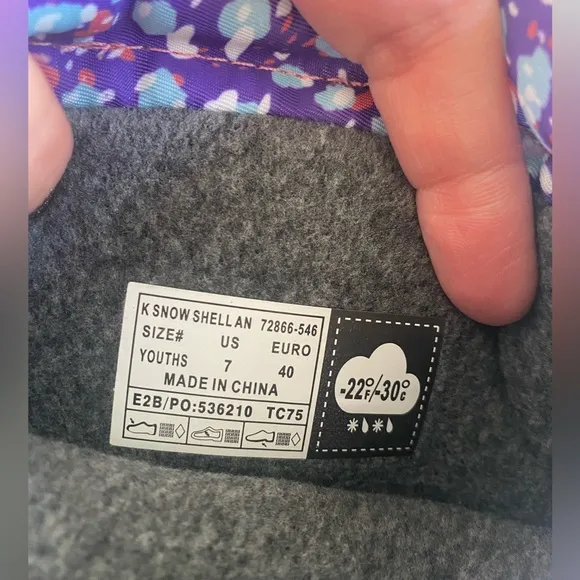 K SNOW SHELL AN 72866-546
SIZE# US EURO
YOUTHS 7 40
MADE IN CHINA
E2B/PO:536210 TC75
-22°F/-30°C